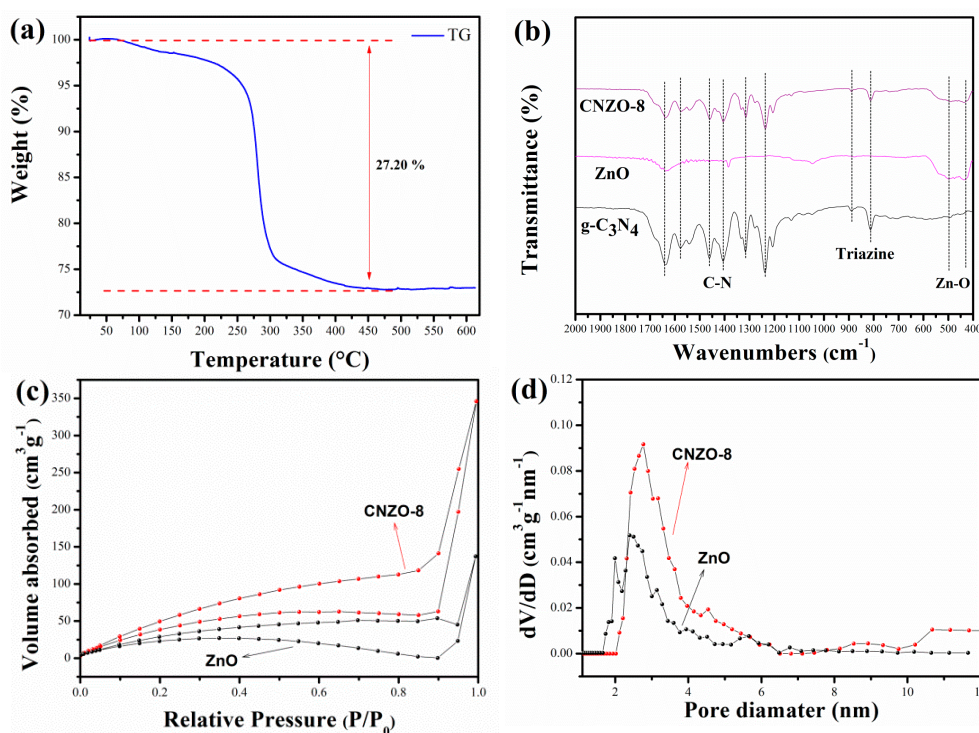 (a)
TG
100
95
90
85
80
75
70
27.20 %
Weight (%)
50 100 150 200 250 300 350 400 450 500 550 600
Temperature (°C)
(b)
CNZO-8
ZnO
g-C₃N₄
C-N
Triazine
Zn-O
Transmittance (%)
2000 1900 1800 1700 1600 1500 1400 1300 1200 1100 1000 900 800 700 600 500 400
Wavenumbers (cm⁻¹)
(c)
350
300
250
200
150
100
50
0
CNZO-8
ZnO
Volume absorbed (cm³g⁻¹)
0.0 0.2 0.4 0.6 0.8 1.0
Relative Pressure (P/P₀)
(d)
0.12
0.10
0.08
0.06
0.04
0.02
0.00
CNZO-8
ZnO
dV/dD (cm³g⁻¹nm⁻¹)
2 4 6 8 10
Pore diamater (nm)